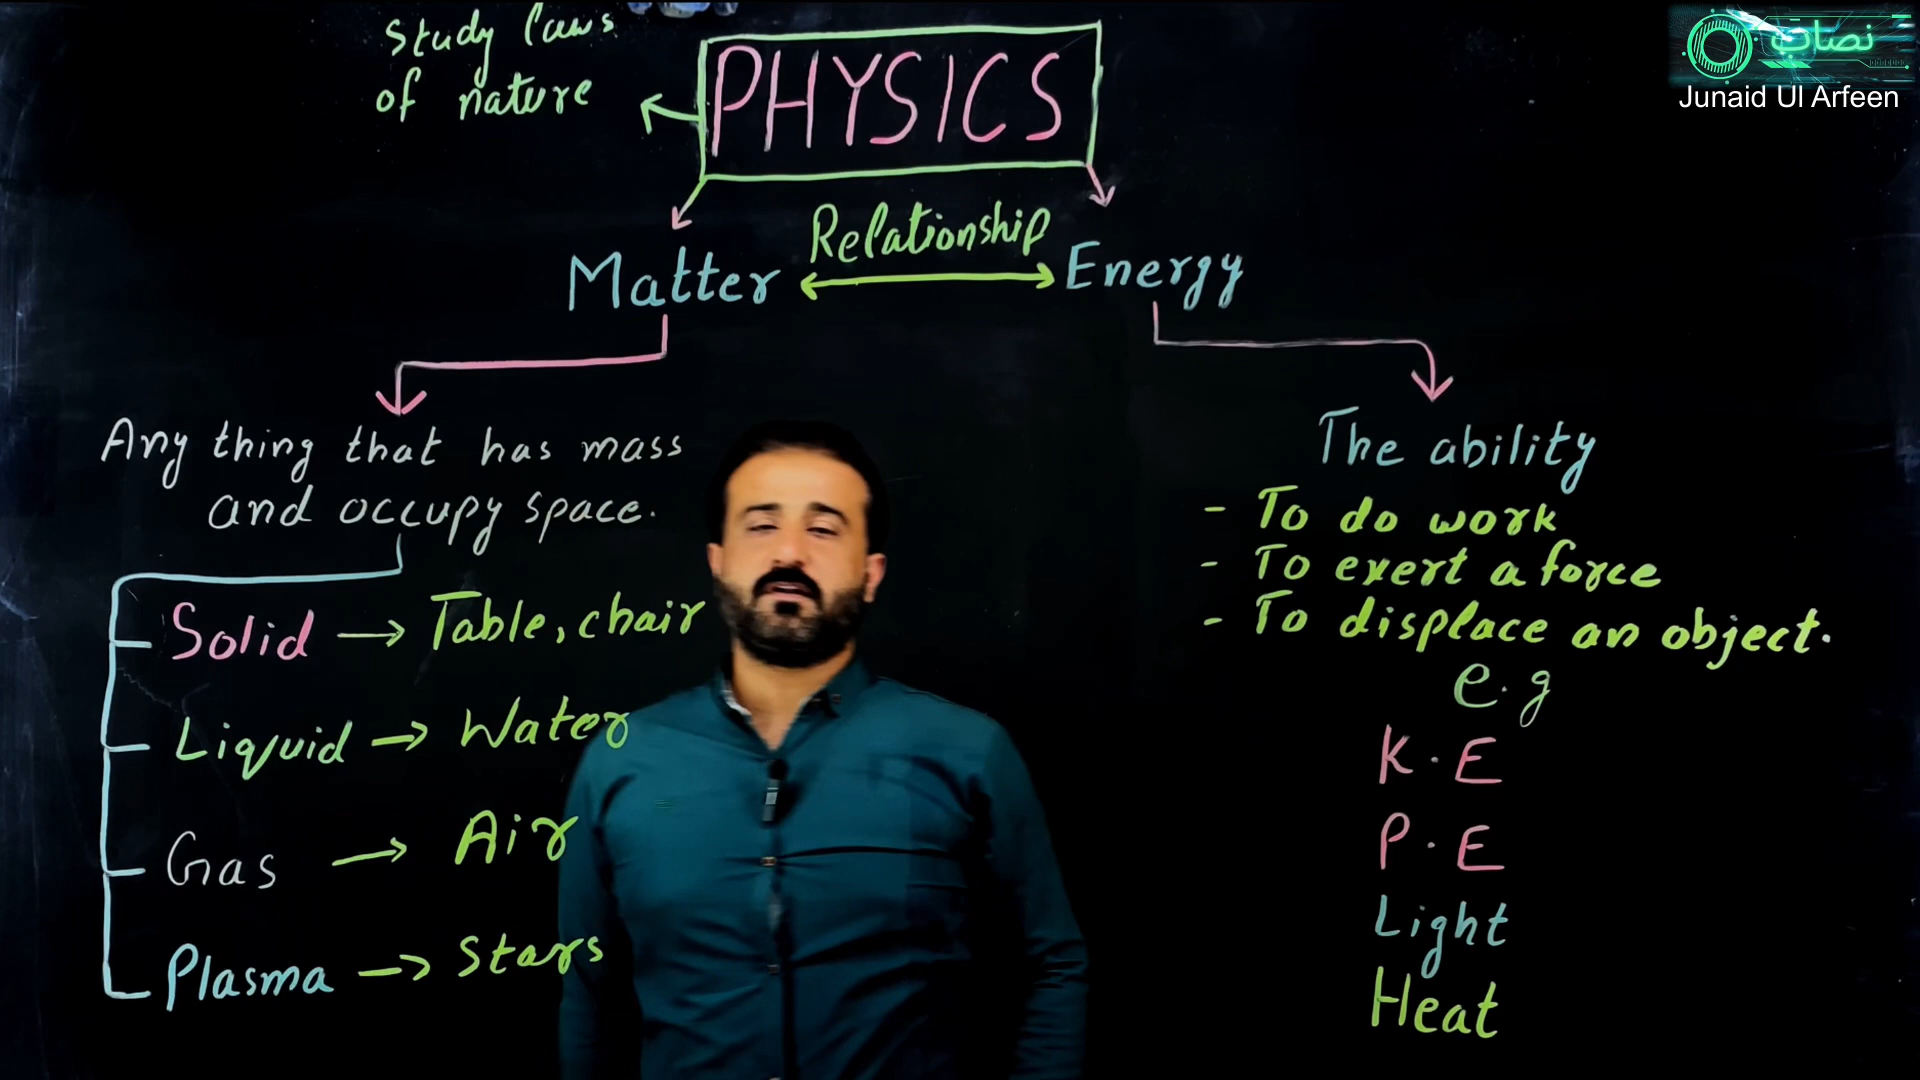 Study laws
of nature
PHYSICS
نصاب
Junaid Ul Arfeen
Relationship
Matter
Energy
Any thing that has mass
and occupy space.
Solid → Table, chair
Liquid → Water
Gas → Air
Plasma → Stars
The ability
- To do work
- To exert a force
- To displace an object.
e.g
K.E
P.E
Light
Heat